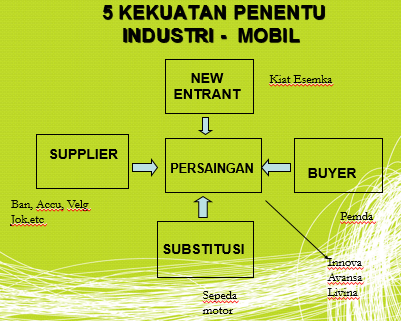 5 KEKUATAN PENENTU
INDUSTRI - MOBIL
NEW
ENTRANT
Kiat Esemka
SUPPLIER
PERSAINGAN
BUYER
Ban, Accu, Velg
Jok.etc
Pemda
SUBSTITUSI
Innova
Avansa
Livina
Sepeda
motor